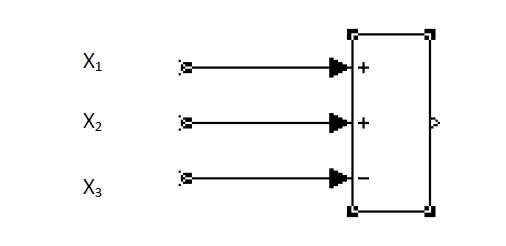 X₁ +
X₂ +
X₃ −